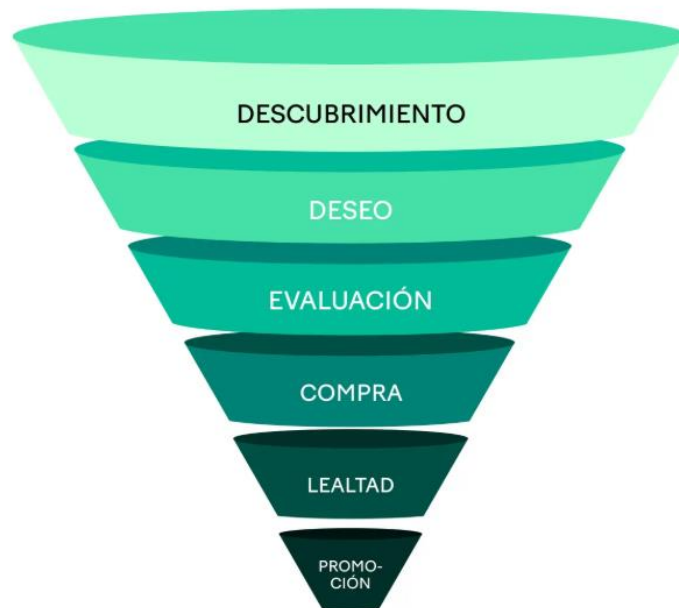 DESCUBRIMIENTO
DESEO
EVALUACIÓN
COMPRA
LEALTAD
PROMO-
CIÓN